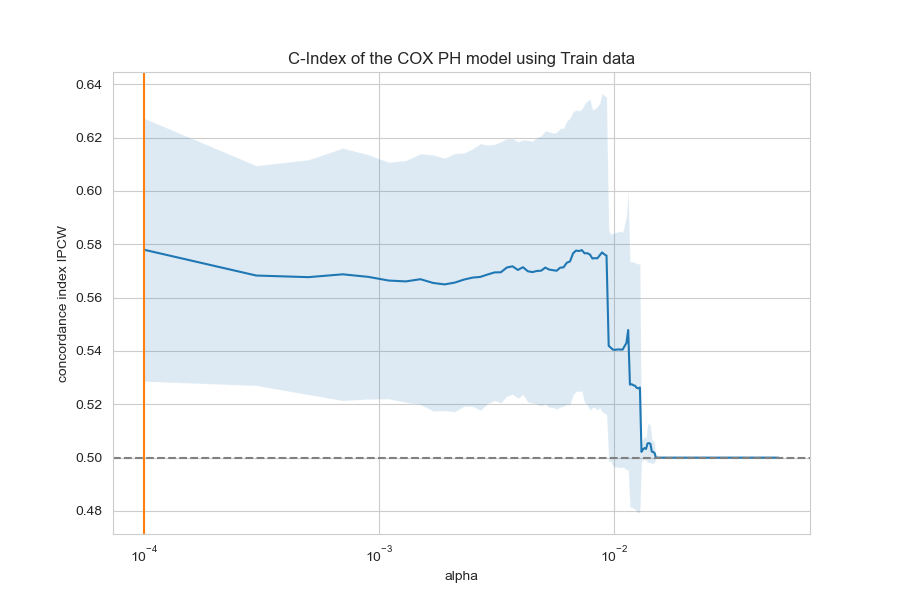 C-Index of the COX PH model using Train data
concordance index IPCW
0.64
0.62
0.60
0.58
0.56
0.54
0.52
0.50
0.48
10⁻⁴ 10⁻³ 10⁻²
alpha